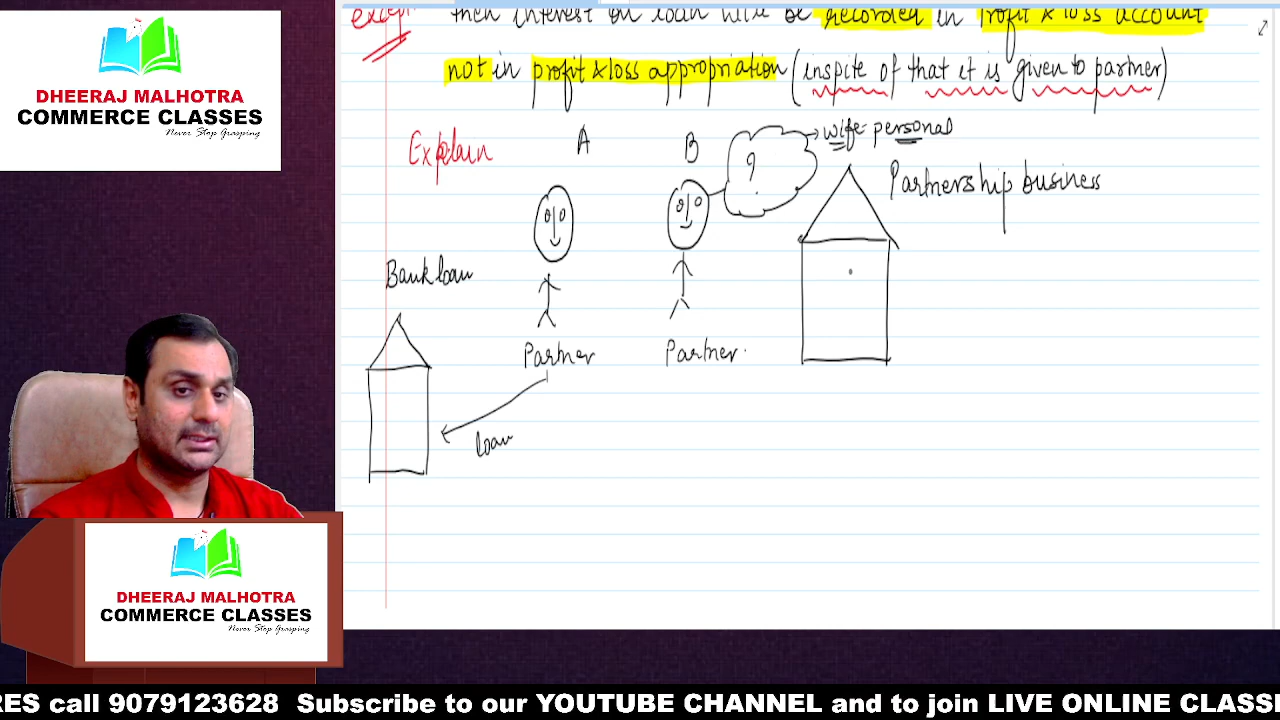 except then interest on loan will be recorded in profit & loss account
not in profit & loss appropriation (inspite of that it is given to partner)
DHEERAJ MALHOTRA
COMMERCE CLASSES
Never Stop Grasping
Explain
A
B
?
wife personal
Partnership business
Bank loan
Partner
Partner.
loan
DHEERAJ MALHOTRA
COMMERCE CLASSES
Never Stop Grasping
RES call 9079123628 Subscribe to our YOUTUBE CHANNEL and to join LIVE ONLINE CLASSE